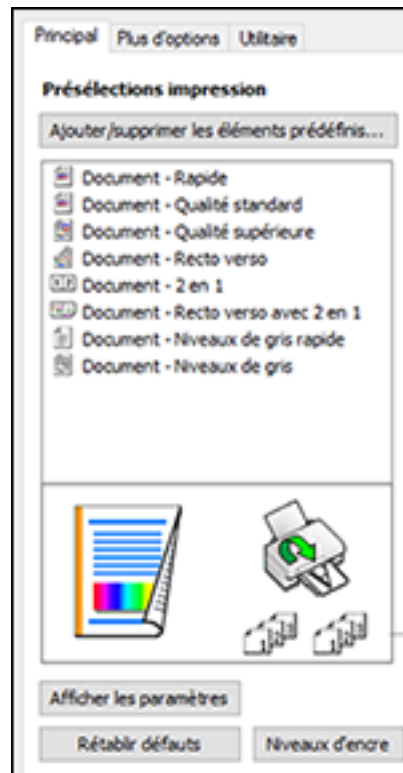 Principal Plus d'options Utilitaire
Présélections impression
Ajouter/supprimer les éléments prédéfinis...
Document - Rapide
Document - Qualité standard
Document - Qualité supérieure
Document - Recto verso
Document - 2 en 1
Document - Recto verso avec 2 en 1
Document - Niveaux de gris rapide
Document - Niveaux de gris
Afficher les paramètres
Rétablir défauts Niveaux d'encre